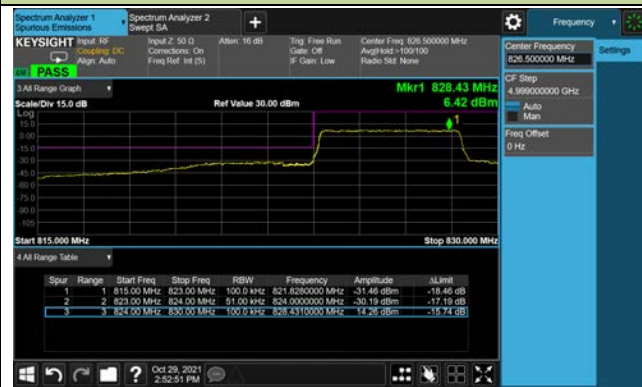 Spectrum Analyzer 1
Spurious Emissions
Spectrum Analyzer 2
Swept SA
Frequency
KEYSIGHT
Input: RF
Coupling: DC
Align: Auto
Input Z: 50 Ω
Corrections: On
Freq Ref: Int (S)
Atten: 16 dB
Trig: Free Run
Gate: Off
IF Gain: Low
Center Freq: 826.500000 MHz
Avg|Hold:>100/100
Radio Std: None
PASS
Center Frequency
826.500000 MHz
Settings
CF Step
4.999000000 GHz
Auto
Man
Freq Offset
0 Hz
3 All Range Graph
Mkr1 828.43 MHz
Scale/Div 15.0 dB
Ref Value 30.00 dBm
6.42 dBm
Log
15.0
0.00
-15.0
-30.0
-45.0
-60.0
-75.0
-90.0
-105
1
Start 815.000 MHz
Stop 830.000 MHz
4 All Range Table
Spur Range Start Freq Stop Freq RBW Frequency Amplitude ΔLimit
1 1 815.00 MHz 823.00 MHz 100.0 kHz 821.8280000 MHz -31.46 dBm -18.46 dB
2 2 823.00 MHz 824.00 MHz 51.00 kHz 824.0000000 MHz -30.19 dBm -17.19 dB
3 3 824.00 MHz 830.00 MHz 100.0 kHz 828.4310000 MHz 14.26 dBm -15.74 dB
Oct 29, 2021
2:52:51 PM